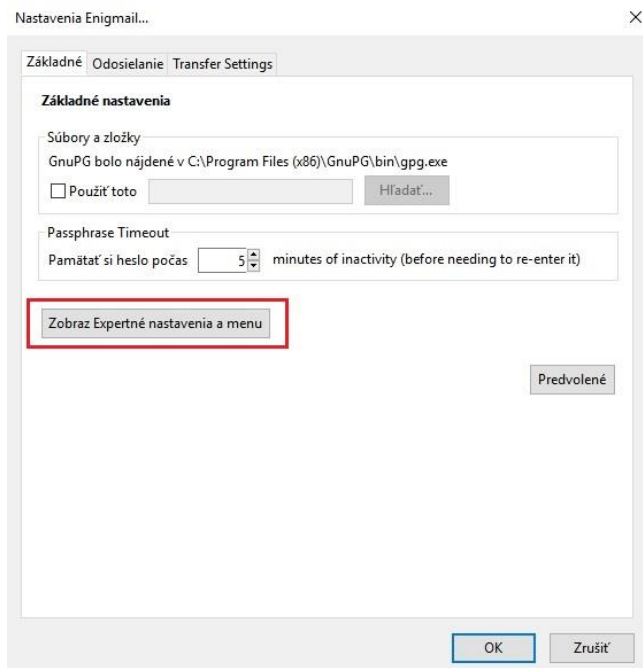 Nastavenia Enigmail...
Základné Odosielanie Transfer Settings
Základné nastavenia
Súbory a zložky
GnuPG bolo nájdené v C:\Program Files (x86)\GnuPG\bin\gpg.exe
Použiť toto Hľadať...
Passphrase Timeout
Pamätať si heslo počas 5 minutes of inactivity (before needing to re-enter it)
Zobraz Expertné nastavenia a menu
Predvolené
OK Zrušiť